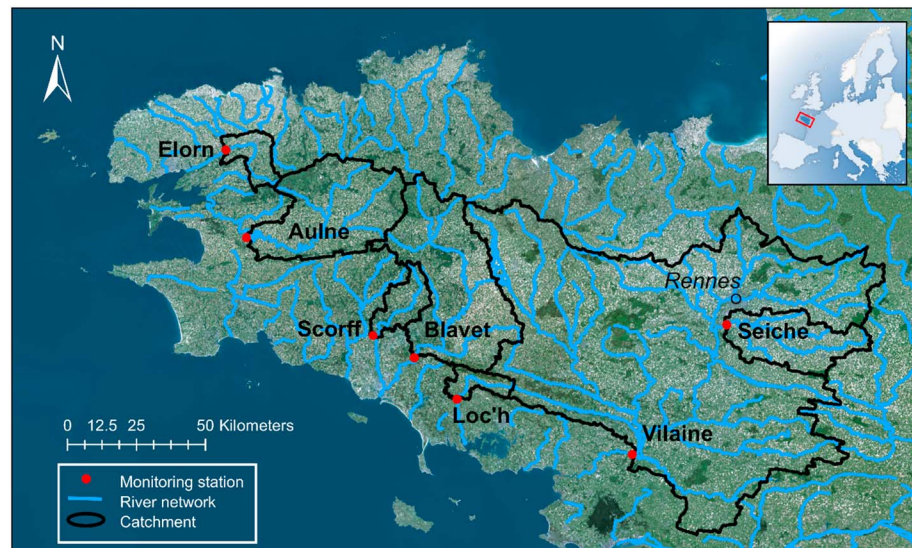 N
Elorn
Aulne
Rennes
Scorff
Blavet
Seiche
Loc'h
Vilaine
0 12.5 25 50 Kilometers
Monitoring station
River network
Catchment